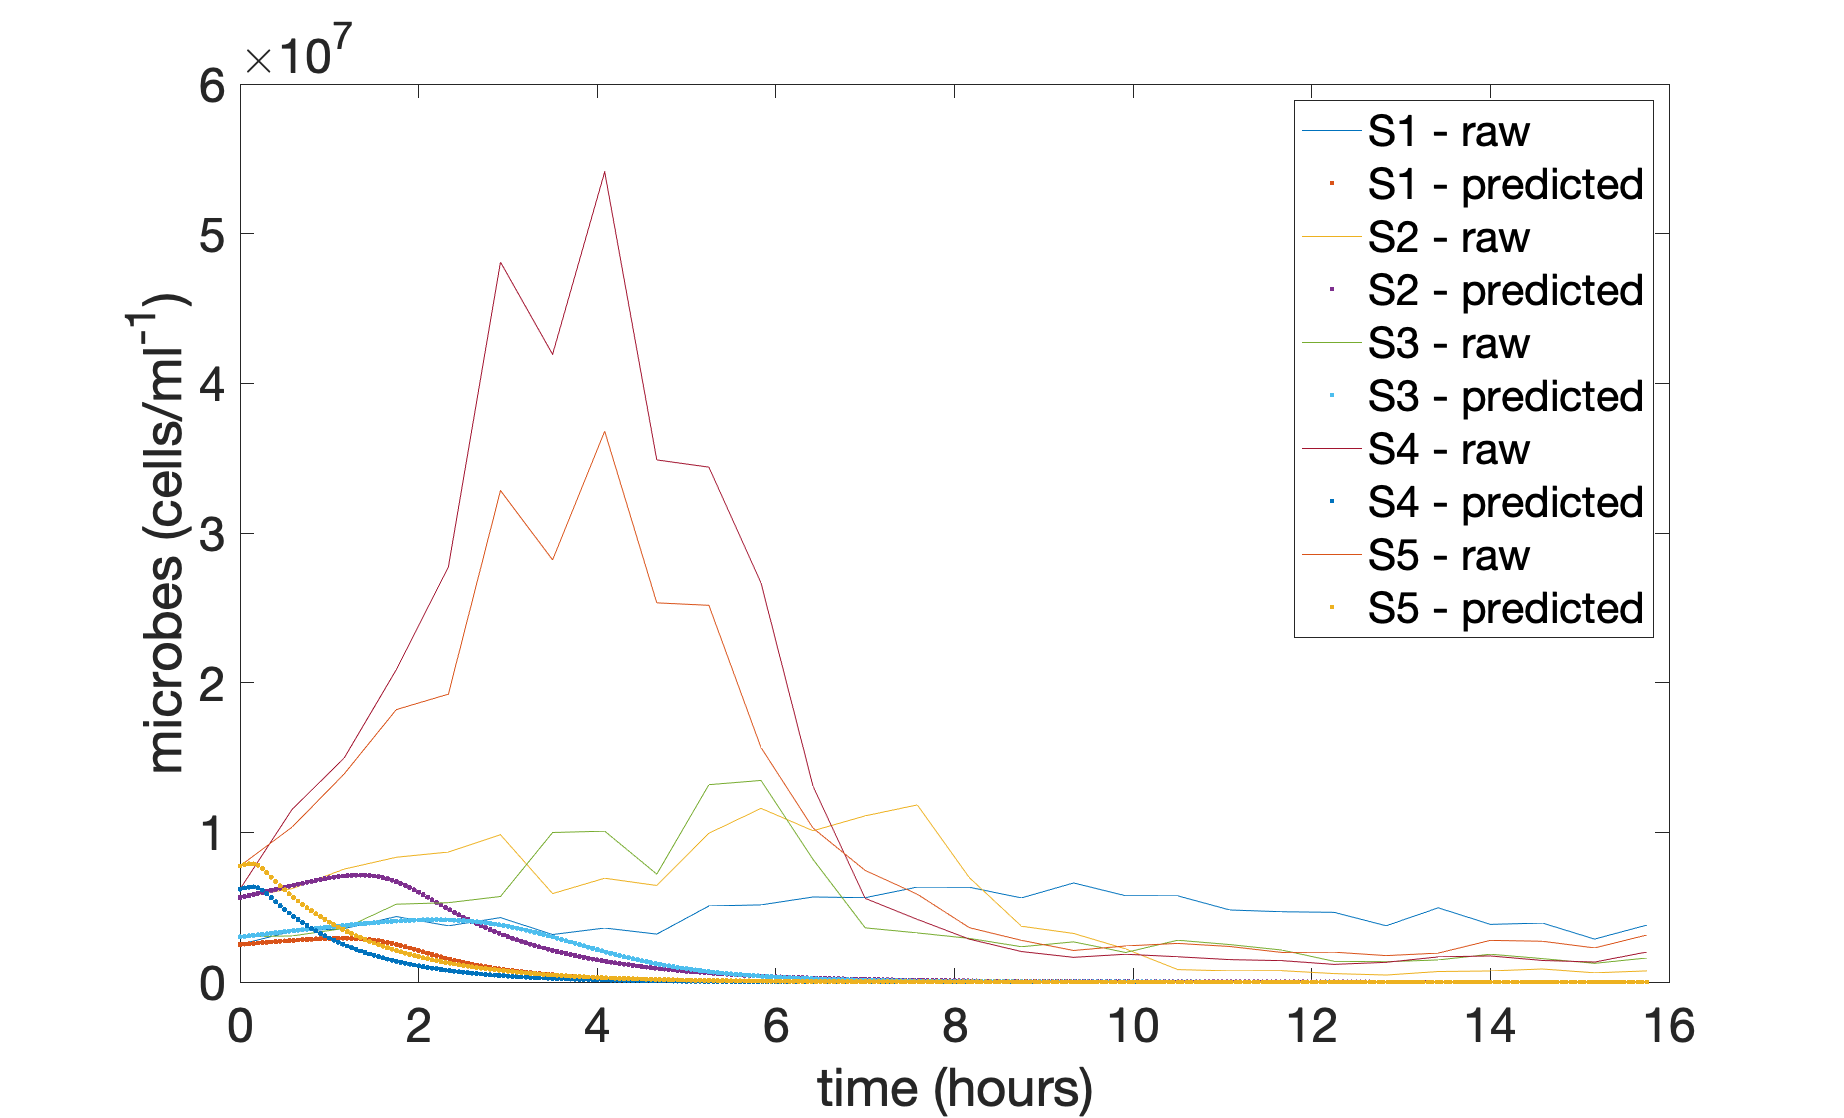 ×10^7
6
5
4
3
2
1
0
microbes (cells/ml^-1)
0 2 4 6 8 10 12 14 16
time (hours)
S1 - raw
S1 - predicted
S2 - raw
S2 - predicted
S3 - raw
S3 - predicted
S4 - raw
S4 - predicted
S5 - raw
S5 - predicted